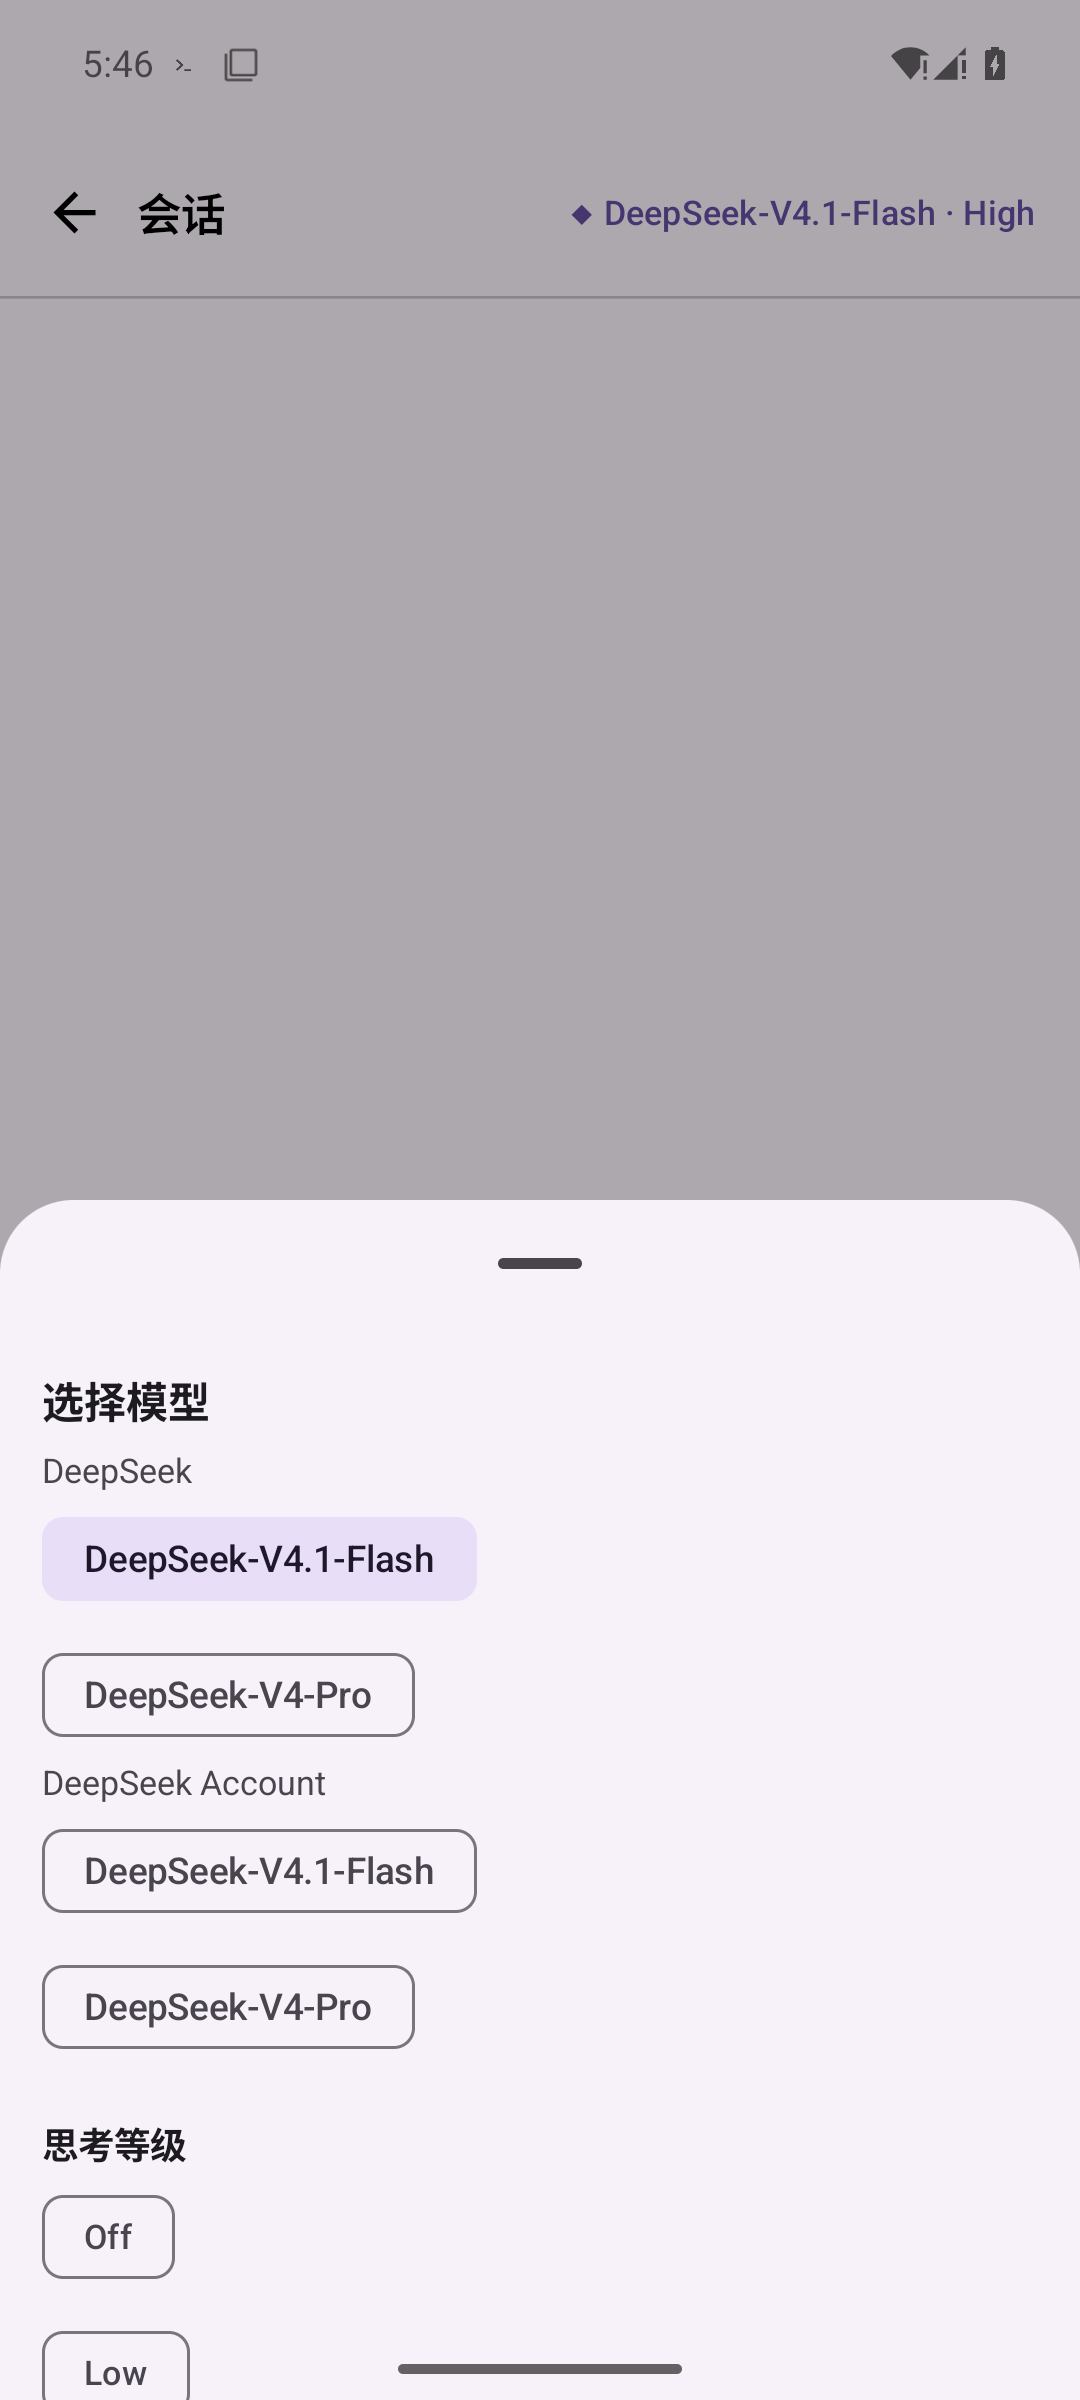 5:46
会话
DeepSeek-V4.1-Flash · High
选择模型
DeepSeek
DeepSeek-V4.1-Flash
DeepSeek-V4-Pro
DeepSeek Account
DeepSeek-V4.1-Flash
DeepSeek-V4-Pro
思考等级
Off
Low